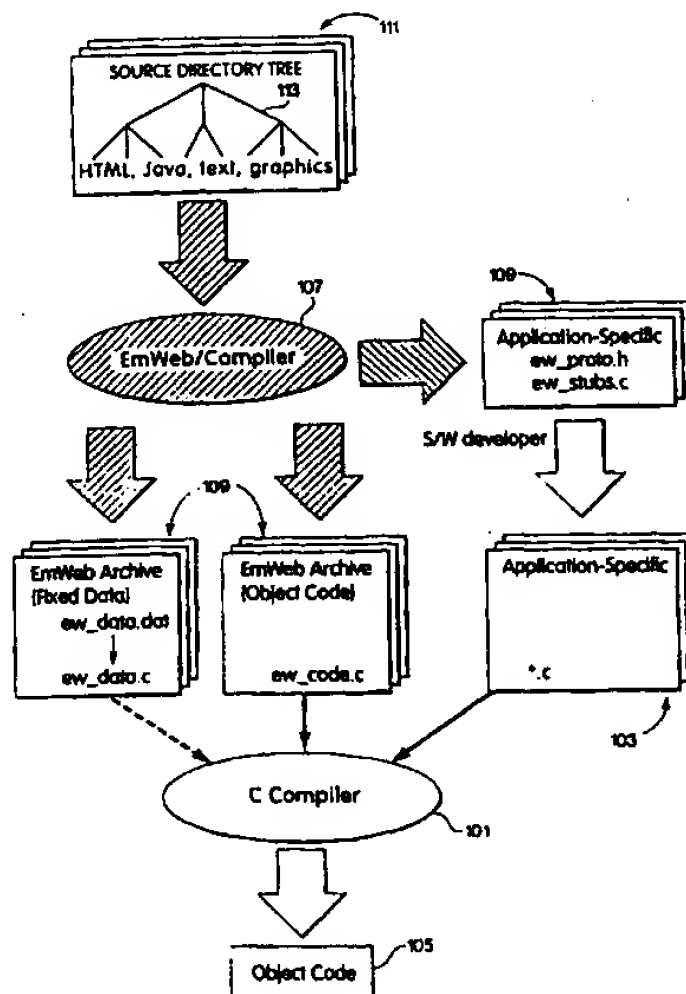 111
SOURCE DIRECTORY TREE
113
HTML, Java, text, graphics
107
EmWeb/Compiler
109
Application-Specific
ew_proto.h
ew_stubs.c
S/W developer
109
EmWeb Archive
(Fixed Data)
ew_data.dat
ew_data.c
EmWeb Archive
(Object Code)
ew_code.c
Application-Specific
*.c
103
C Compiler
101
105
Object Code